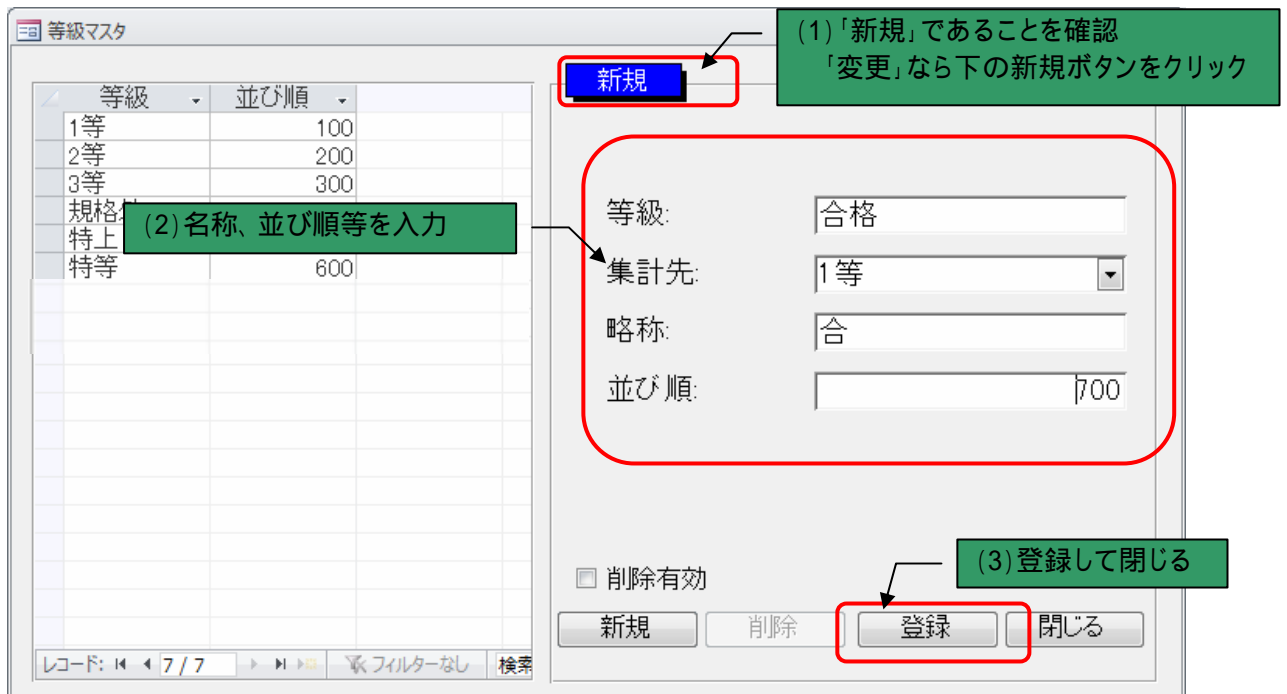 等級マスタ
(1)「新規」であることを確認
「変更」なら下の新規ボタンをクリック
新規
等級 並び順
1等 100
2等 200
3等 300
規格
特上
特等 600
(2)名称、並び順等を入力
等級: 合格
集計先: 1等
略称: 合
並び順: 700
(3)登録して閉じる
削除有効
新規 削除 登録 閉じる
レコード: 7 / 7 フィルターなし 検索